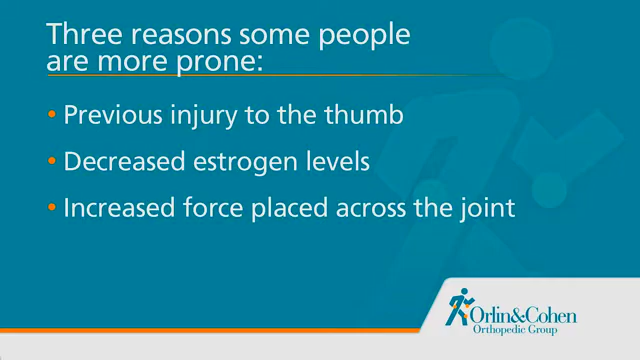 Three reasons some people
are more prone:
• Previous injury to the thumb
• Decreased estrogen levels
• Increased force placed across the joint
Orlin&Cohen
Orthopedic Group